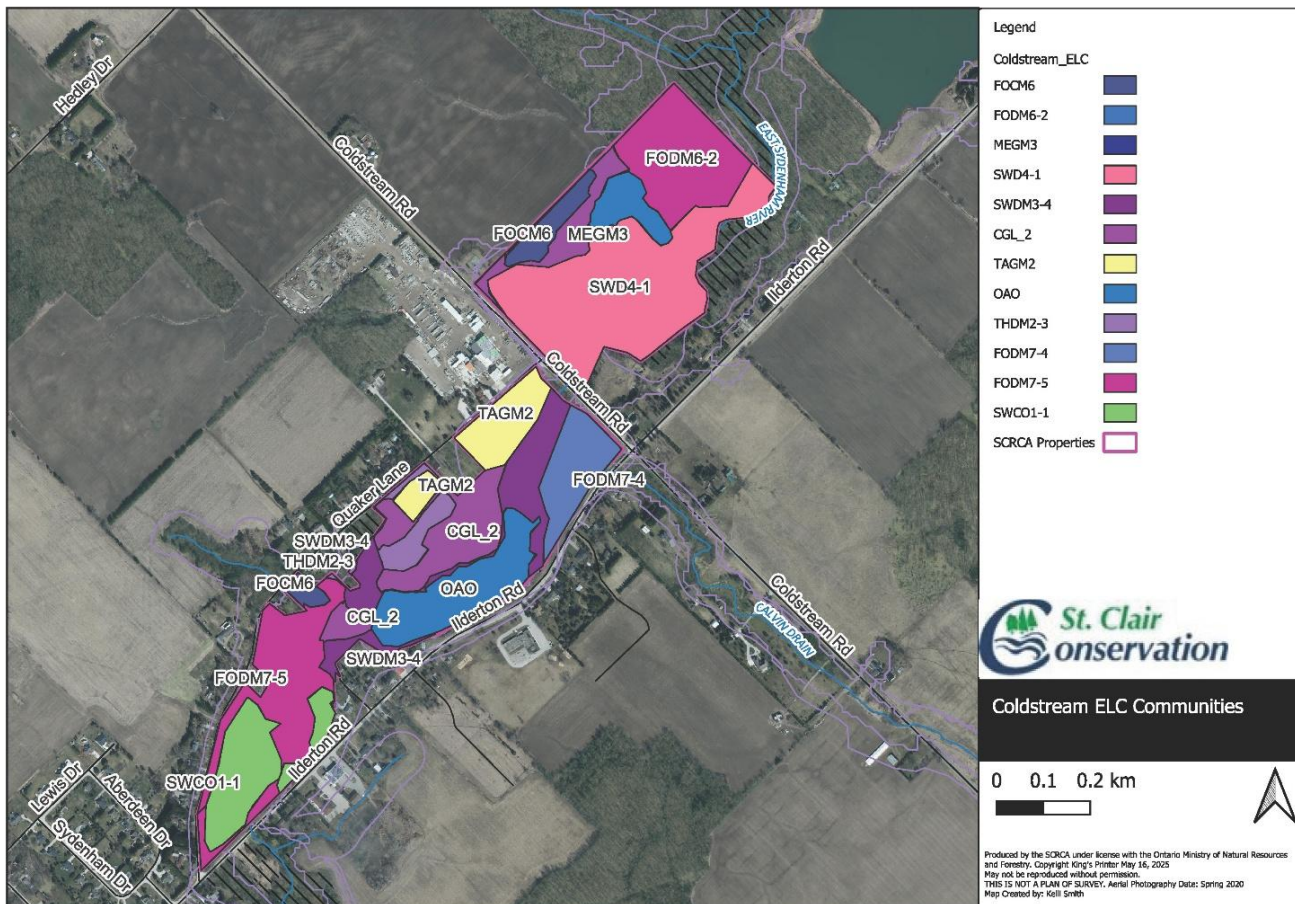 Hedley Dr
Coldstream Rd
FODM6-2
EAST SYDENHAM RIVER
FOCM6
MEGM3
Ilderton Rd
SWD4-1
Coldstream Rd
TAGM2
FODM7-4
TAGM2
Quaker Lane
CGL_2
SWDM3-4
THDM2-3
FOCM6
OAO
Ilderton Rd
CGL_2
Coldstream Rd
CALVIN DRAIN
SWDM3-4
FODM7-5
Ilderton Rd
SWCO1-1
Lewis Dr
Aberdeen Dr
Sydenham Dr
Legend
Coldstream_ELC
FOCM6
FODM6-2
MEGM3
SWD4-1
SWDM3-4
CGL_2
TAGM2
OAO
THDM2-3
FODM7-4
FODM7-5
SWCO1-1
SCRCA Properties
St. Clair
Conservation
Coldstream ELC Communities
0 0.1 0.2 km
Produced by the SCRCA under license with the Ontario Ministry of Natural Resources
and Forestry. Copyright King's Printer May 16, 2025
May not be reproduced without permission.
THIS IS NOT A PLAN OF SURVEY. Aerial Photography Date: Spring 2020
Map Created by: Kelli Smith